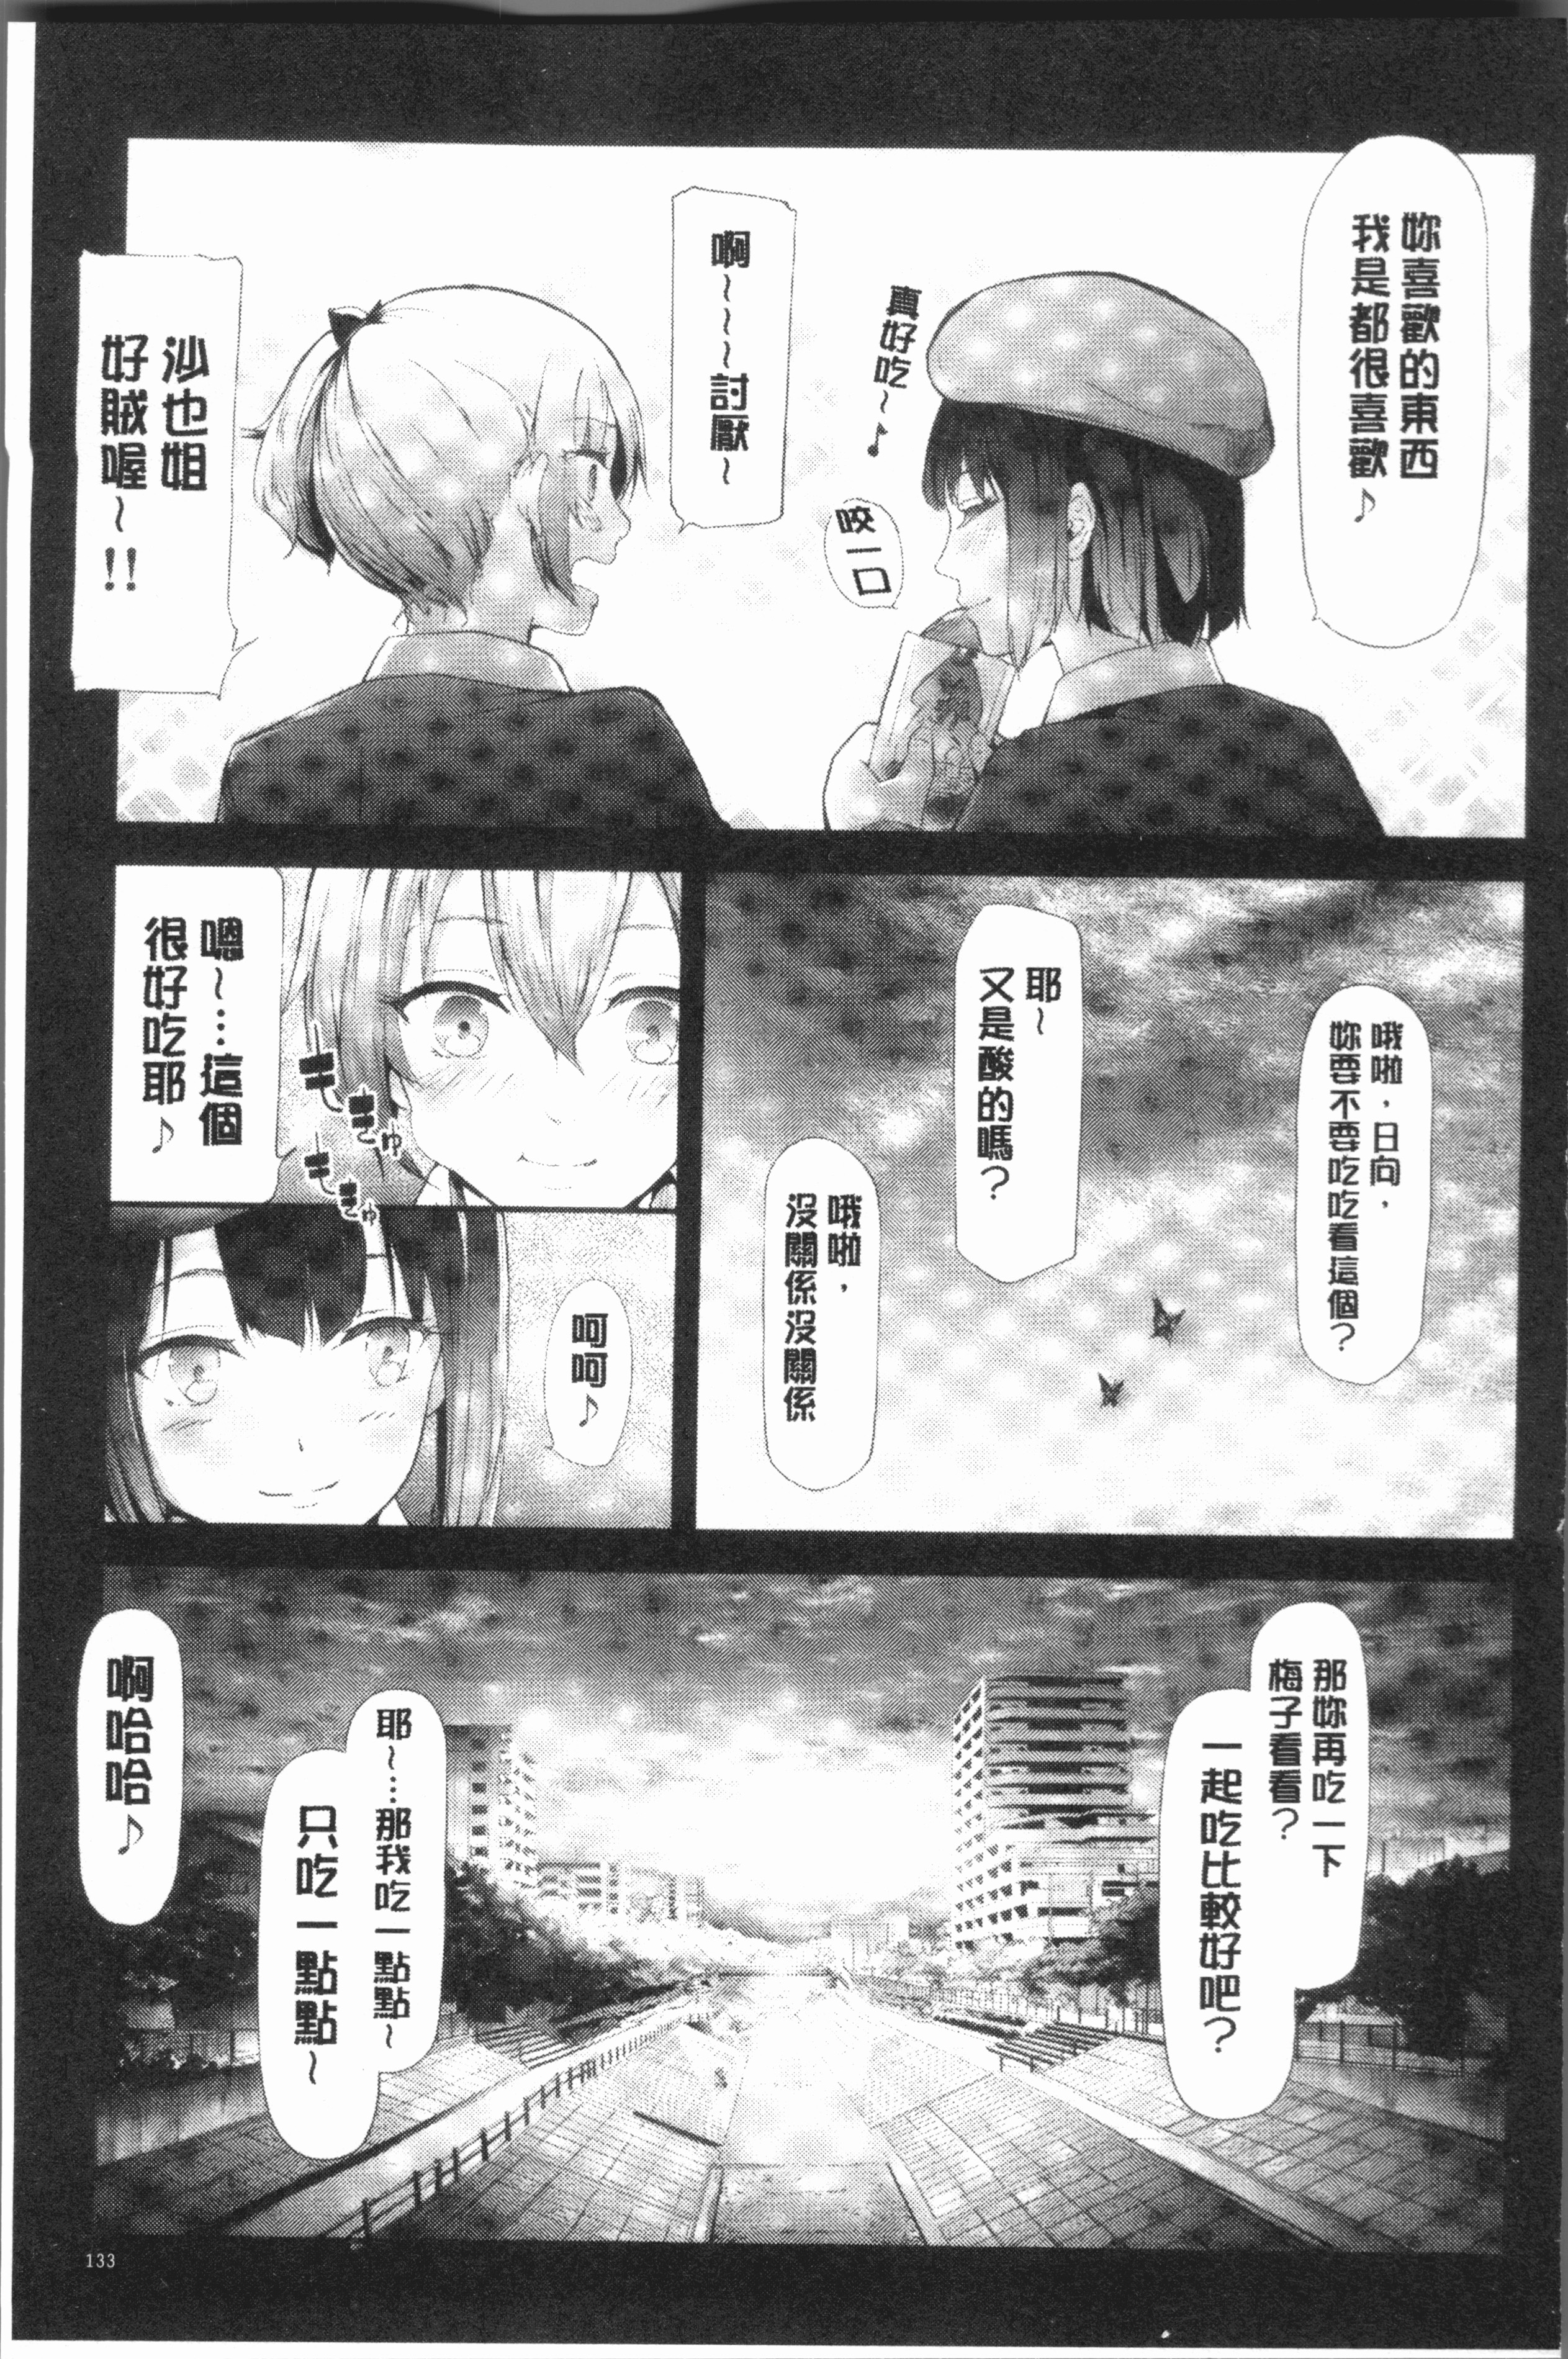 妳喜歡的東西
我是都很喜歡♪
真好吃~♪
咬一口
啊~~~討厭~
沙也姐
好賊喔~!!
哦啦，日向，
妳要不要吃吃看這個？
耶~
又是酸的嗎？
哦啦，
沒關係沒關係
嗯~…這個
很好吃耶♪
きゅ
きゅ
呵呵♪
那妳再吃一下
梅子看看？
一起吃比較好吧？
耶~…那我吃一點點~
只吃一點點~
啊哈哈♪
133